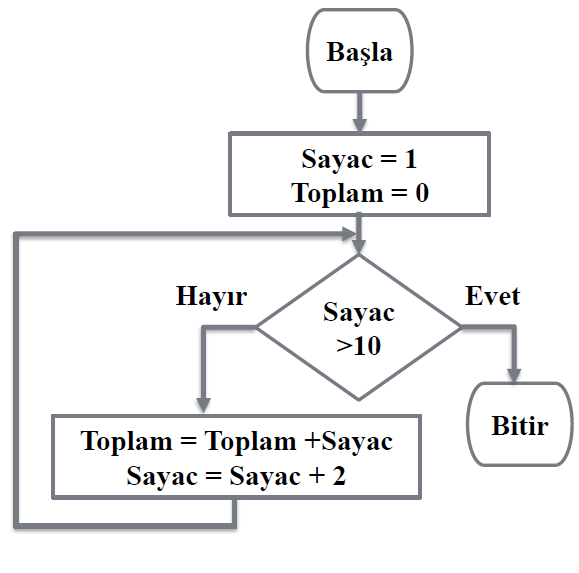 Başla
Sayac = 1
Toplam = 0
Hayır
Evet
Sayac
>10
Toplam = Toplam +Sayac
Sayac = Sayac + 2
Bitir